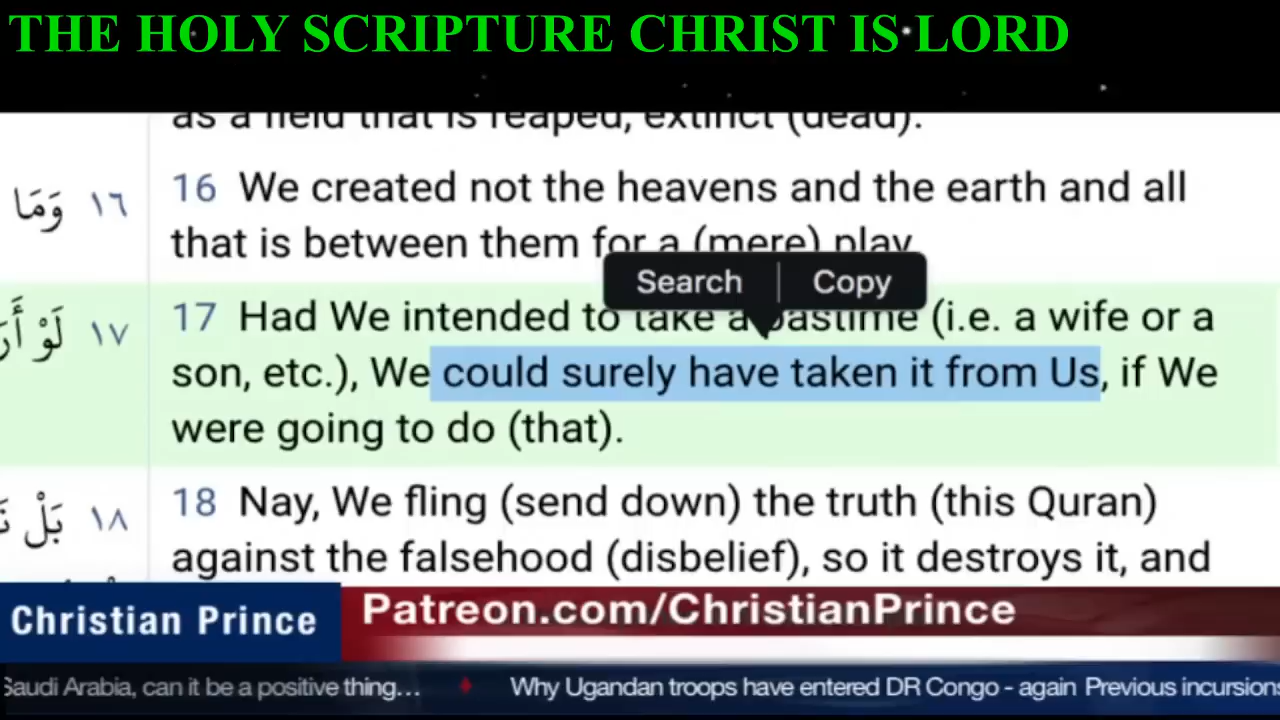 THE HOLY SCRIPTURE CHRIST IS LORD
as a field that is reaped, extinct (dead).
وَمَا ١٦ 16 We created not the heavens and the earth and all
that is between them for a (mere) play
Search Copy
١٧ 17 Had We intended to take a pastime (i.e. a wife or a
لَوْ
son, etc.), We could surely have taken it from Us, if We
were going to do (that).
بَلْ ١٨ 18 Nay, We fling (send down) the truth (this Quran)
against the falsehood (disbelief), so it destroys it, and
Christian Prince
Patreon.com/ChristianPrince
Saudi Arabia, can it be a positive thing... Why Ugandan troops have entered DR Congo - again Previous incursions